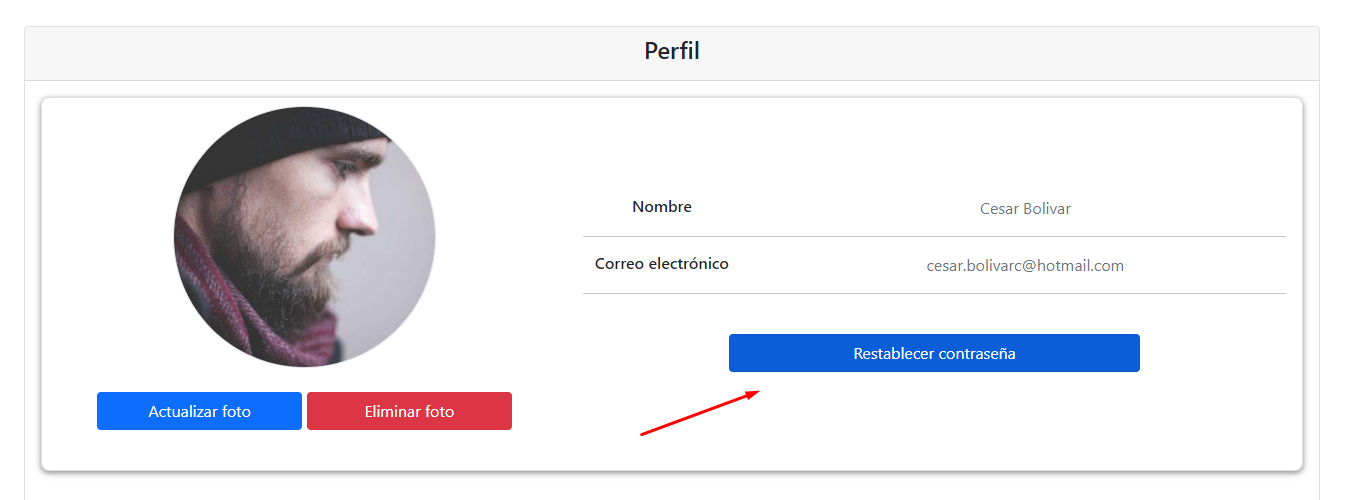 Perfil
Nombre
Cesar Bolivar
Correo electrónico
cesar.bolivarc@hotmail.com
Restablecer contraseña
Actualizar foto
Eliminar foto